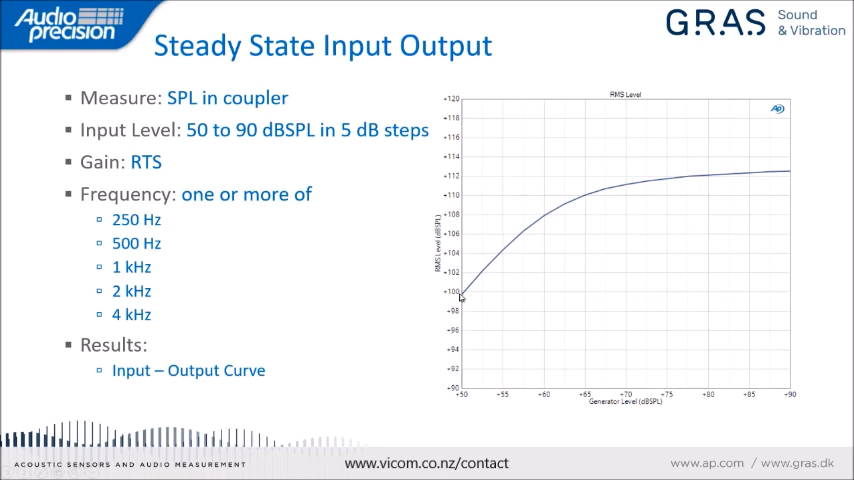 Audio
precision
GRAS Sound
& Vibration
Steady State Input Output
Measure: SPL in coupler
Input Level: 50 to 90 dBSPL in 5 dB steps
Gain: RTS
Frequency: one or more of
250 Hz
500 Hz
1 kHz
2 kHz
4 kHz
Results:
Input – Output Curve
RMS Level
AP
RMS Level (dBSPL)
+120
+118
+116
+114
+112
+110
+108
+106
+104
+102
+100
+98
+96
+94
+92
+90
+50 +55 +60 +65 +70 +75 +80 +85 +90
Generator Level (dBSPL)
ACOUSTIC SENSORS AND AUDIO MEASUREMENT
www.vicom.co.nz/contact
www.ap.com / www.gras.dk